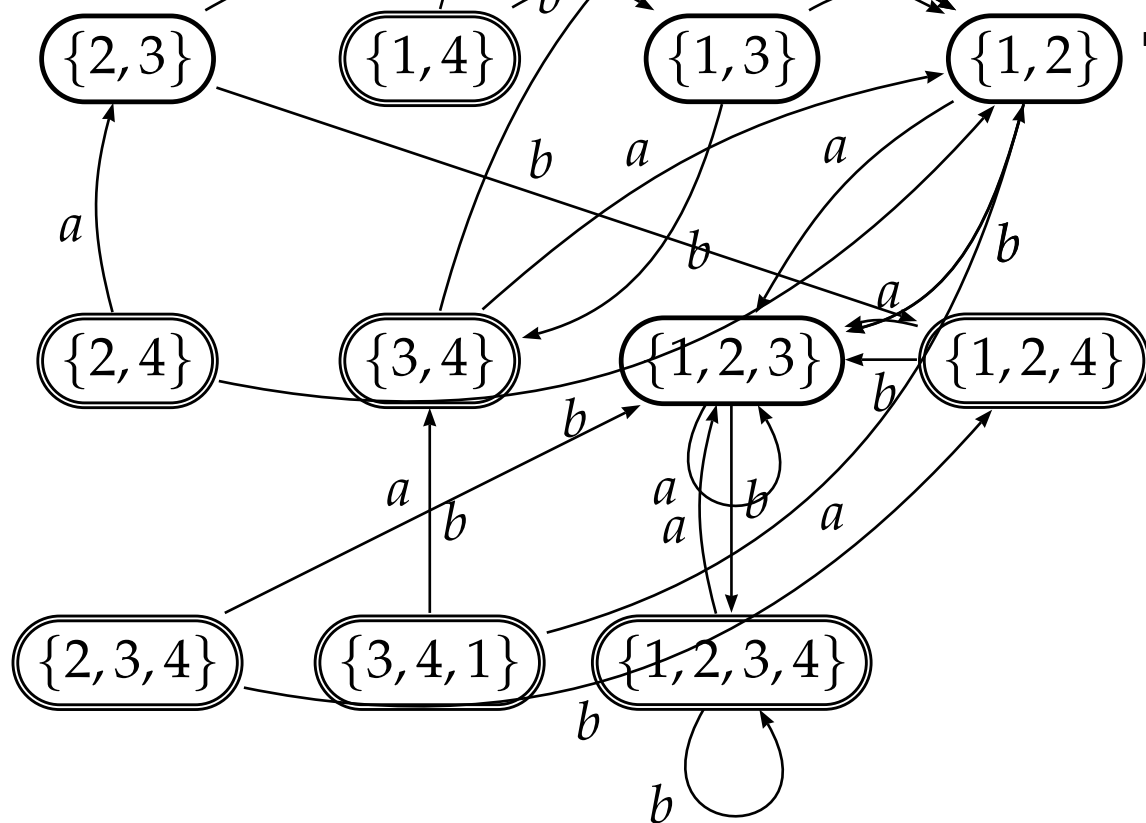 b
{2,3} {1,4} {1,3} {1,2}
b a a
a b b
a
{2,4} {3,4} {1,2,3} {1,2,4}
b b
a a a
b b
a
{2,3,4} {3,4,1} {1,2,3,4}
b
b